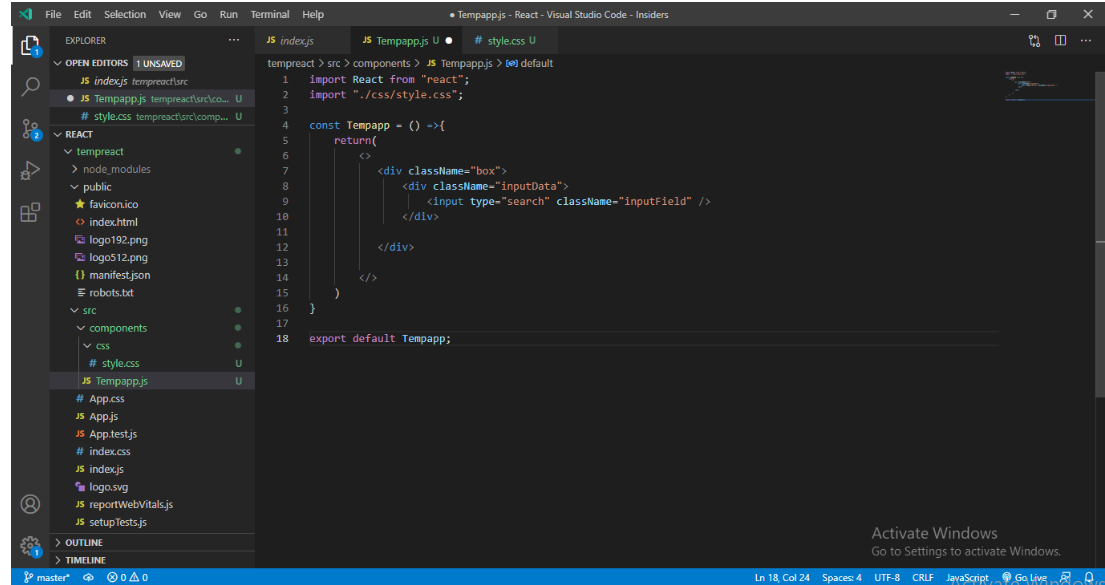 File Edit Selection View Go Run Terminal Help
● Tempapp.js - React - Visual Studio Code - Insiders
EXPLORER ···
JS index.js
JS Tempapp.js U ●
# style.css U
OPEN EDITORS 1 UNSAVED
JS index.js tempreact\src
● JS Tempapp.js tempreact\src\co... U
# style.css tempreact\src\comp... U
REACT
tempreact
node_modules
public
favicon.ico
index.html
logo192.png
logo512.png
{} manifest.json
robots.txt
src
components
css
# style.css U
JS Tempapp.js U
# App.css
JS App.js
JS App.test.js
# index.css
JS index.js
logo.svg
JS reportWebVitals.js
JS setupTests.js
OUTLINE
TIMELINE
1
2
1
tempreact > src > components > JS Tempapp.js > default
1 import React from "react";
2 import "./css/style.css";
3
4 const Tempapp = () =>{
5 return(
6 <>
7 <div className="box">
8 <div className="inputData">
9 <input type="search" className="inputField" />
10 </div>
11
12 </div>
13
14 </>
15 )
16 }
17
18 export default Tempapp;
Activate Windows
Go to Settings to activate Windows.
master* 0 0
Ln 18, Col 24 Spaces: 4 UTF-8 CRLF JavaScript Go Live
Activate Windows